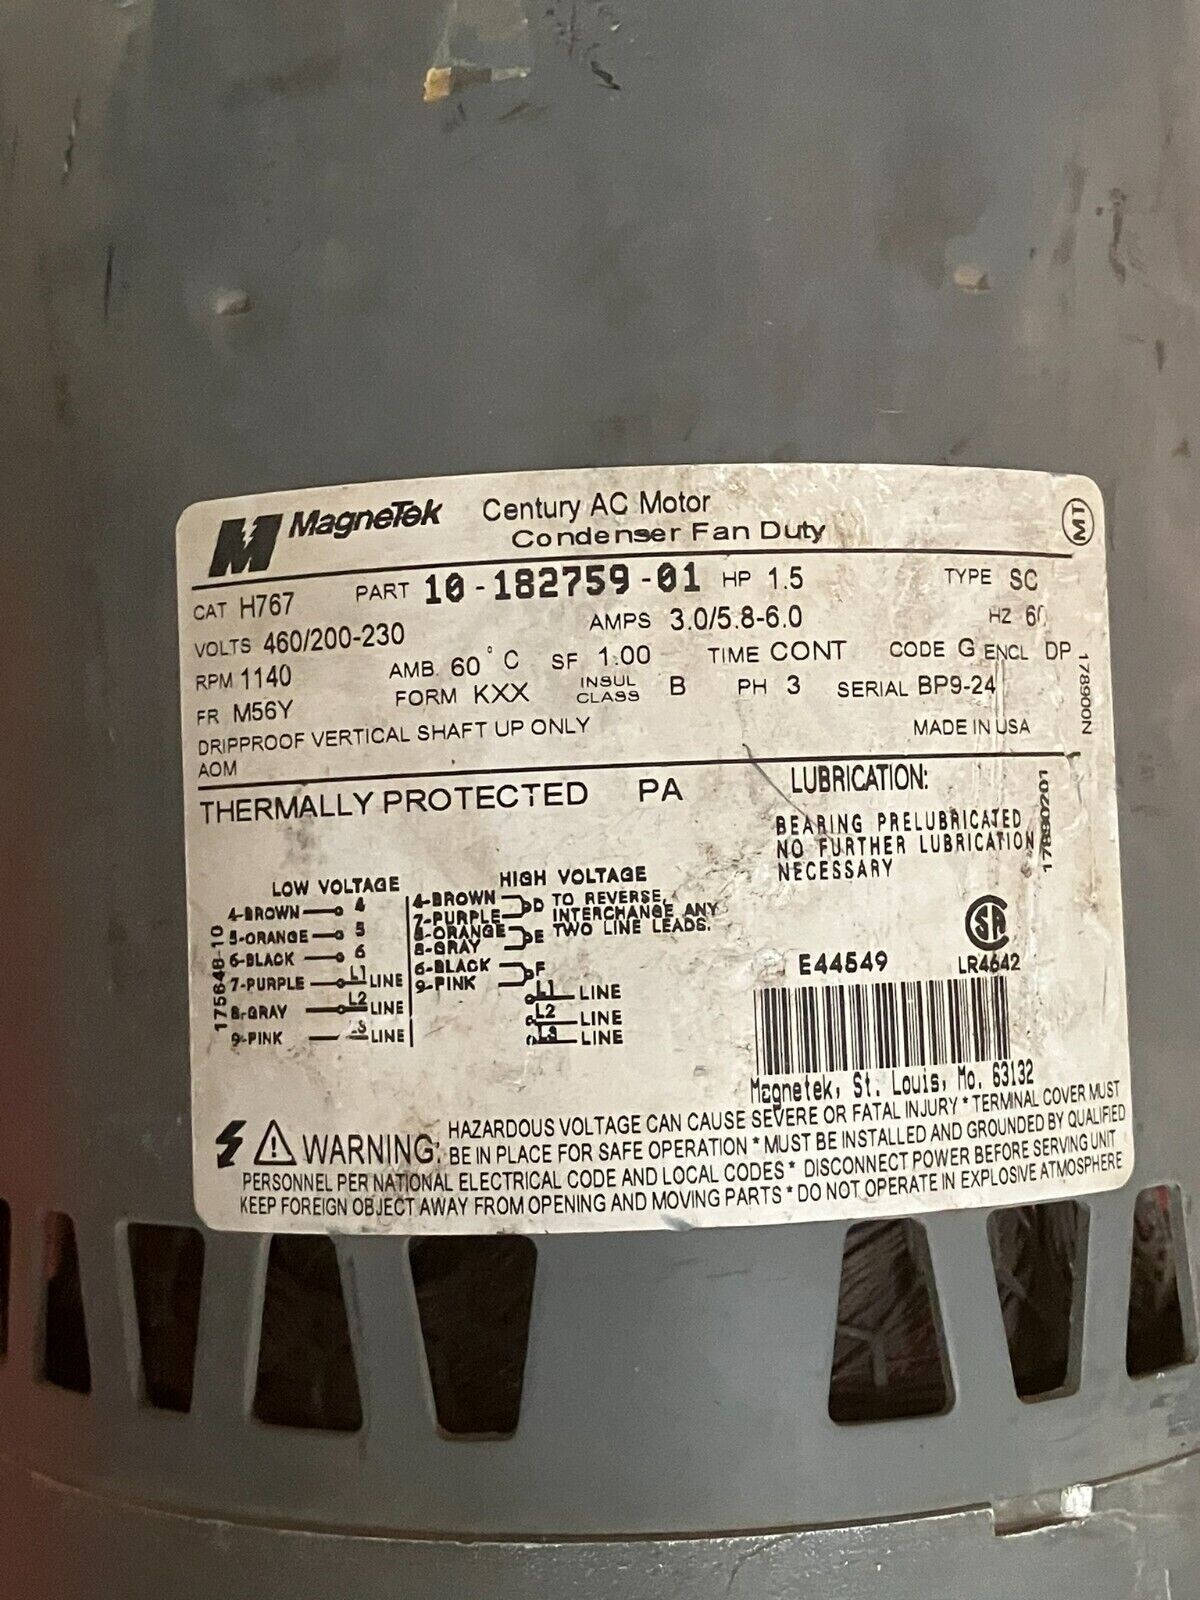 MagneTek Century AC Motor
Condenser Fan Duty
MT
CAT H767 PART 10-182759-01 HP 1.5 TYPE SC
VOLTS 460/200-230 AMPS 3.0/5.8-6.0 HZ 60
RPM 1140 AMB. 60°C SF 1.00 TIME CONT CODE G ENCL DP
FR M56Y FORM KXX INSUL CLASS B PH 3 SERIAL BP9-24
DRIPPROOF VERTICAL SHAFT UP ONLY MADE IN USA
AOM
178900N
THERMALLY PROTECTED PA
LUBRICATION:
BEARING PRELUBRICATED
NO FURTHER LUBRICATION
NECESSARY
17890201
LOW VOLTAGE
4-BROWN 4
5-ORANGE 5
6-BLACK 6
7-PURPLE L1 LINE
8-GRAY L2 LINE
9-PINK L3 LINE
175648-10
HIGH VOLTAGE
4-BROWN
7-PURPLE D
5-ORANGE
8-GRAY E
6-BLACK
9-PINK F
L1 LINE
L2 LINE
L3 LINE
TO REVERSE,
INTERCHANGE ANY
TWO LINE LEADS.
SA
E44549 LR4642
Magnetek, St. Louis, Mo. 63132
WARNING: HAZARDOUS VOLTAGE CAN CAUSE SEVERE OR FATAL INJURY * TERMINAL COVER MUST
BE IN PLACE FOR SAFE OPERATION * MUST BE INSTALLED AND GROUNDED BY QUALIFIED
PERSONNEL PER NATIONAL ELECTRICAL CODE AND LOCAL CODES * DISCONNECT POWER BEFORE SERVING UNIT
KEEP FOREIGN OBJECT AWAY FROM OPENING AND MOVING PARTS * DO NOT OPERATE IN EXPLOSIVE ATMOSPHERE